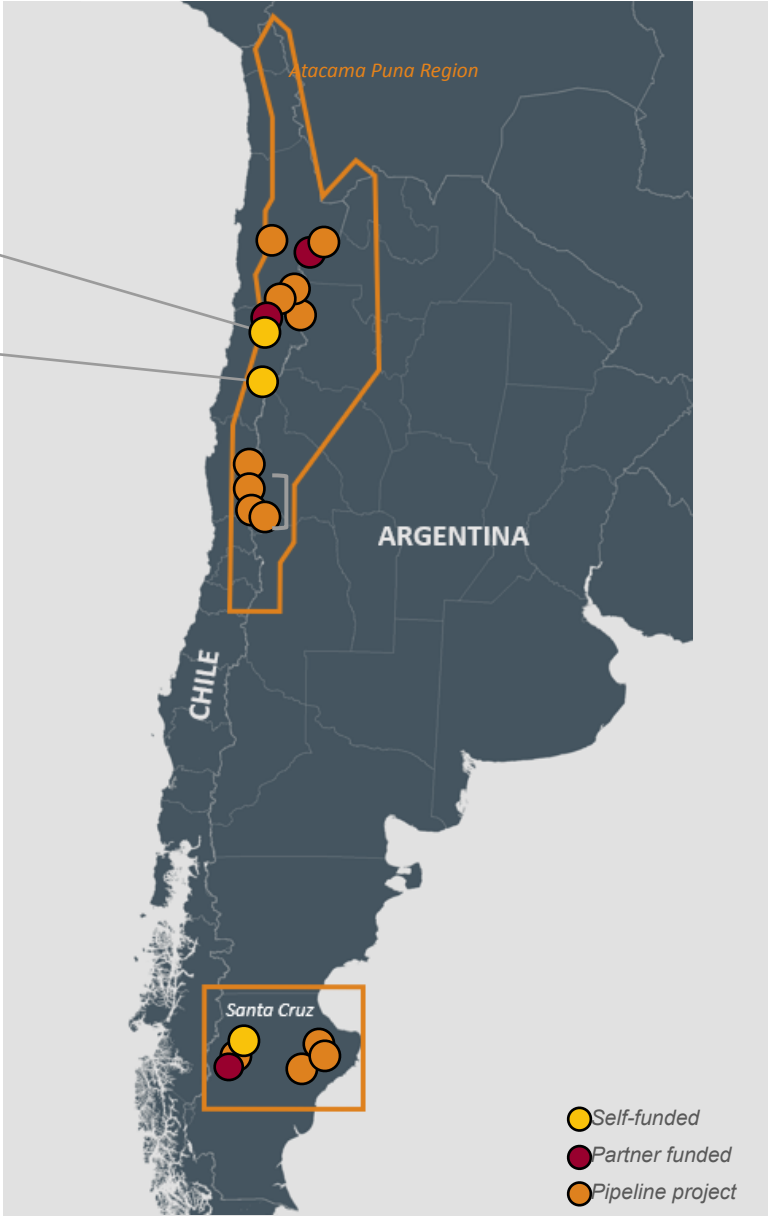 Atacama Puna Region
ARGENTINA
CHILE
Santa Cruz
Self-funded
Partner funded
Pipeline project